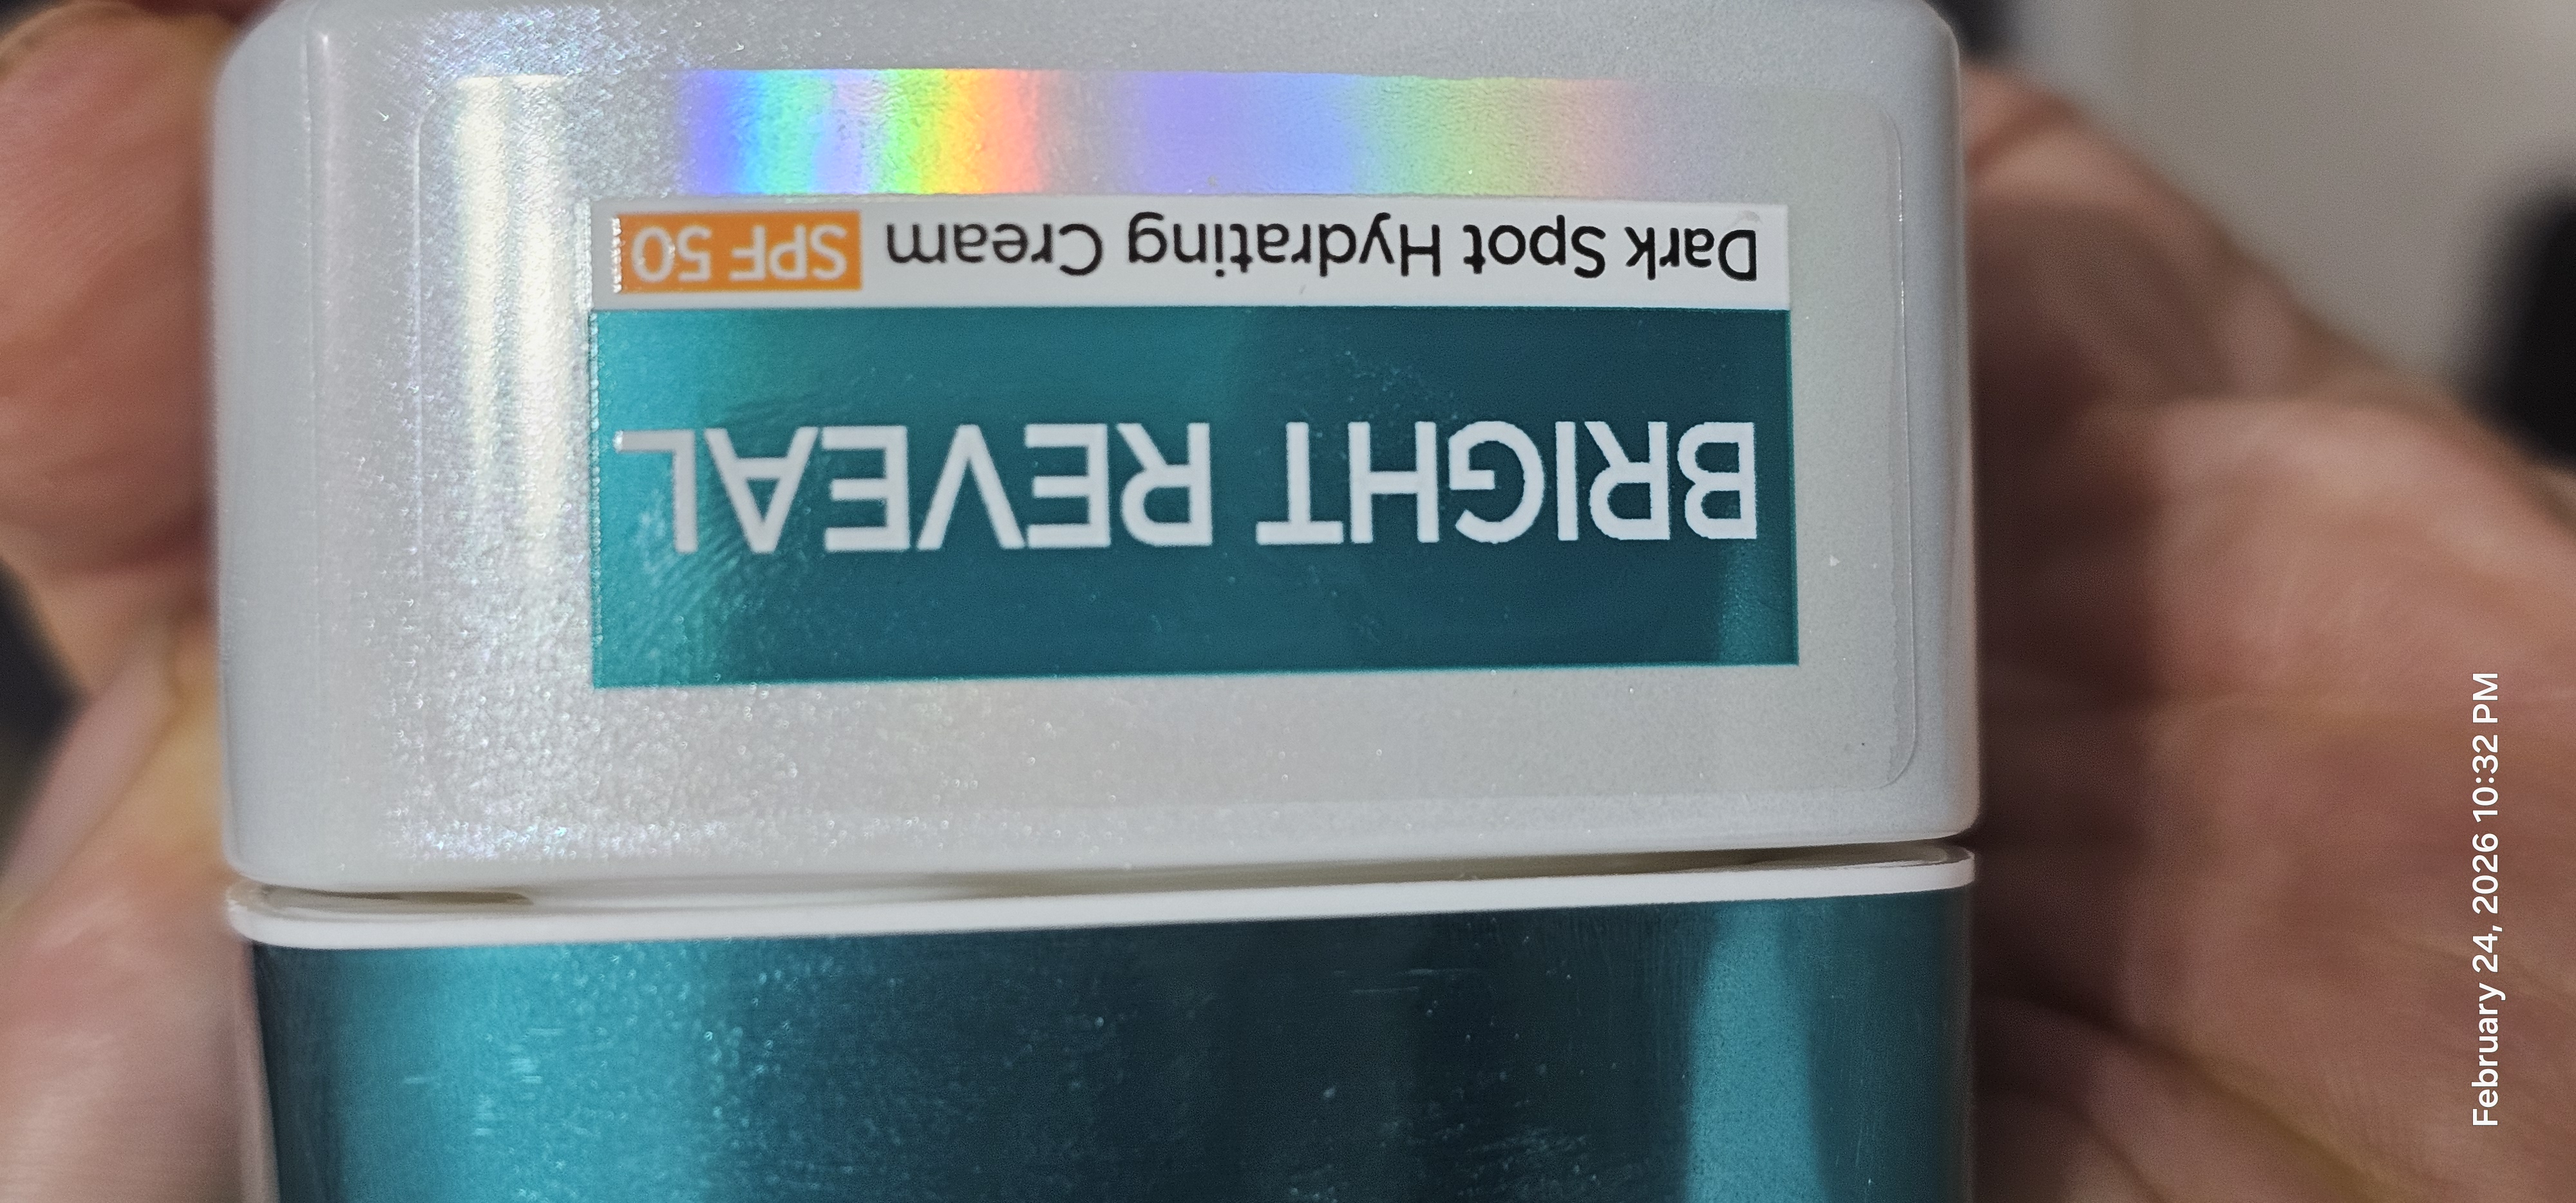 BRIGHT REVEAL
Dark Spot Hydrating Cream SPF 50
February 24, 2026 10:32 PM